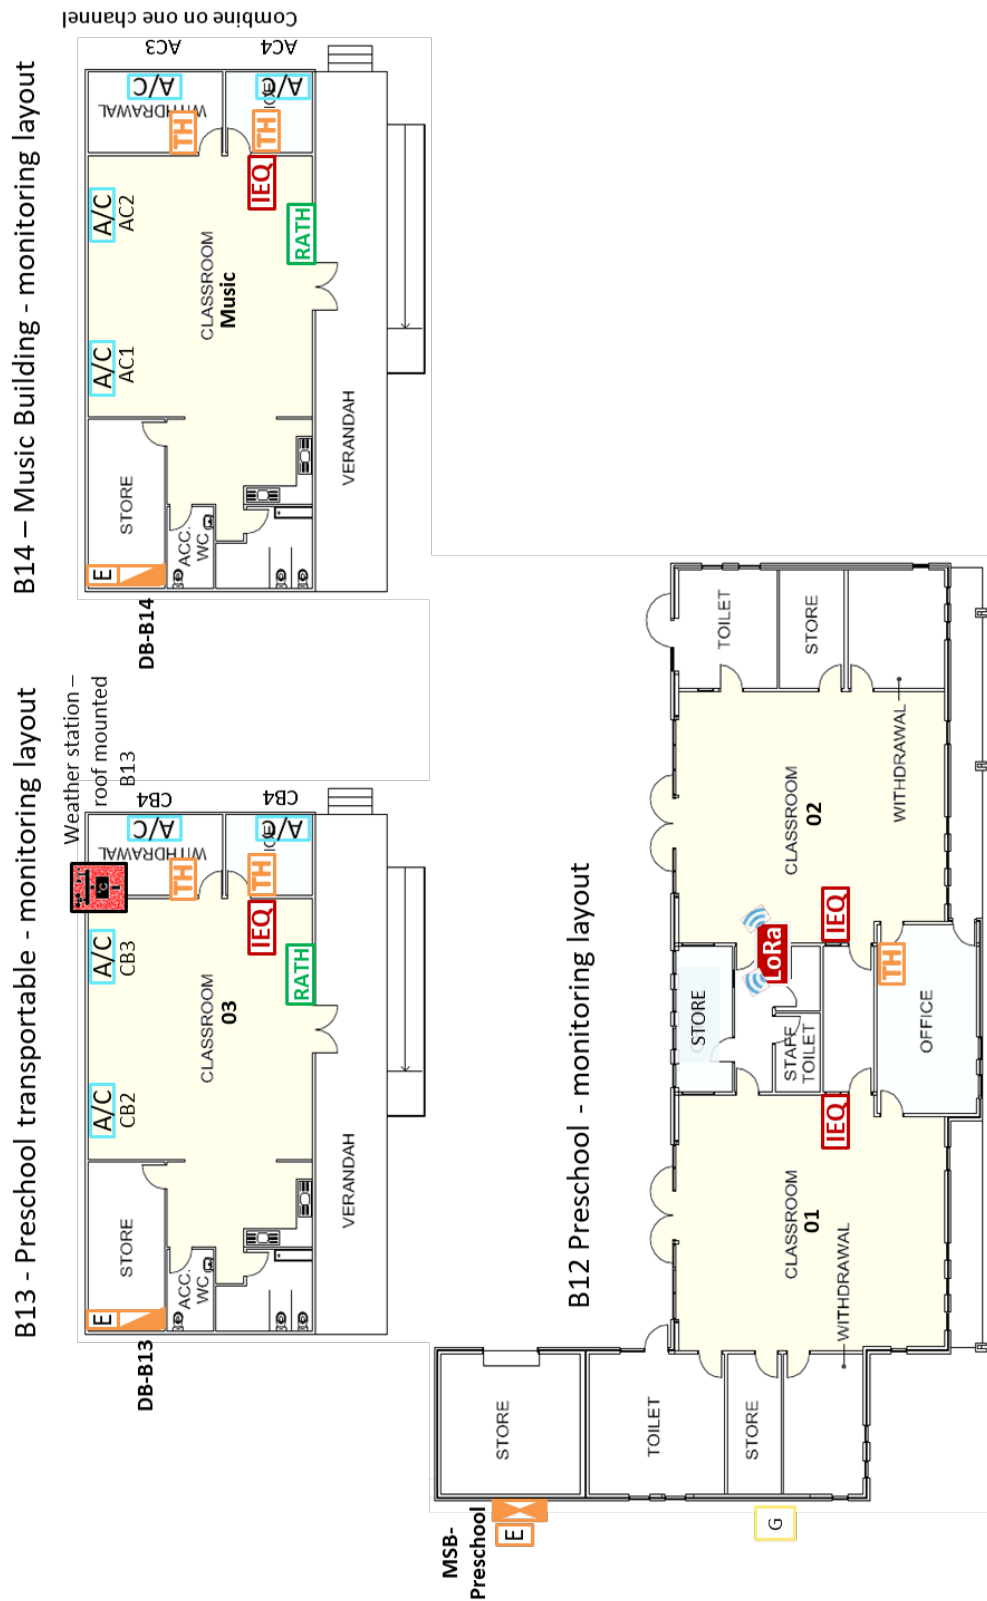 B14 – Music Building - monitoring layout
Combine on one channel
AC3
AC4
A/C
A/C
WITHDRAWAL
TH
TH
IEQ
RATH
A/C
AC2
A/C
AC1
CLASSROOM
Music
STORE
E
ACC.
WC
VERANDAH
DB-B14
B13 - Preschool transportable - monitoring layout
Weather station –
roof mounted
B13
CB4
CB4
A/C
A/C
WITHDRAWAL
TH
TH
IEQ
RATH
A/C
CB3
A/C
CB2
CLASSROOM
03
STORE
E
ACC.
WC
VERANDAH
DB-B13
B12 Preschool - monitoring layout
TOILET
STORE
WITHDRAWAL
CLASSROOM
02
IEQ
LoRa
STORE
STAFF
TOILET
TH
OFFICE
IEQ
CLASSROOM
01
WITHDRAWAL
STORE
TOILET
STORE
MSB-
Preschool
E
G